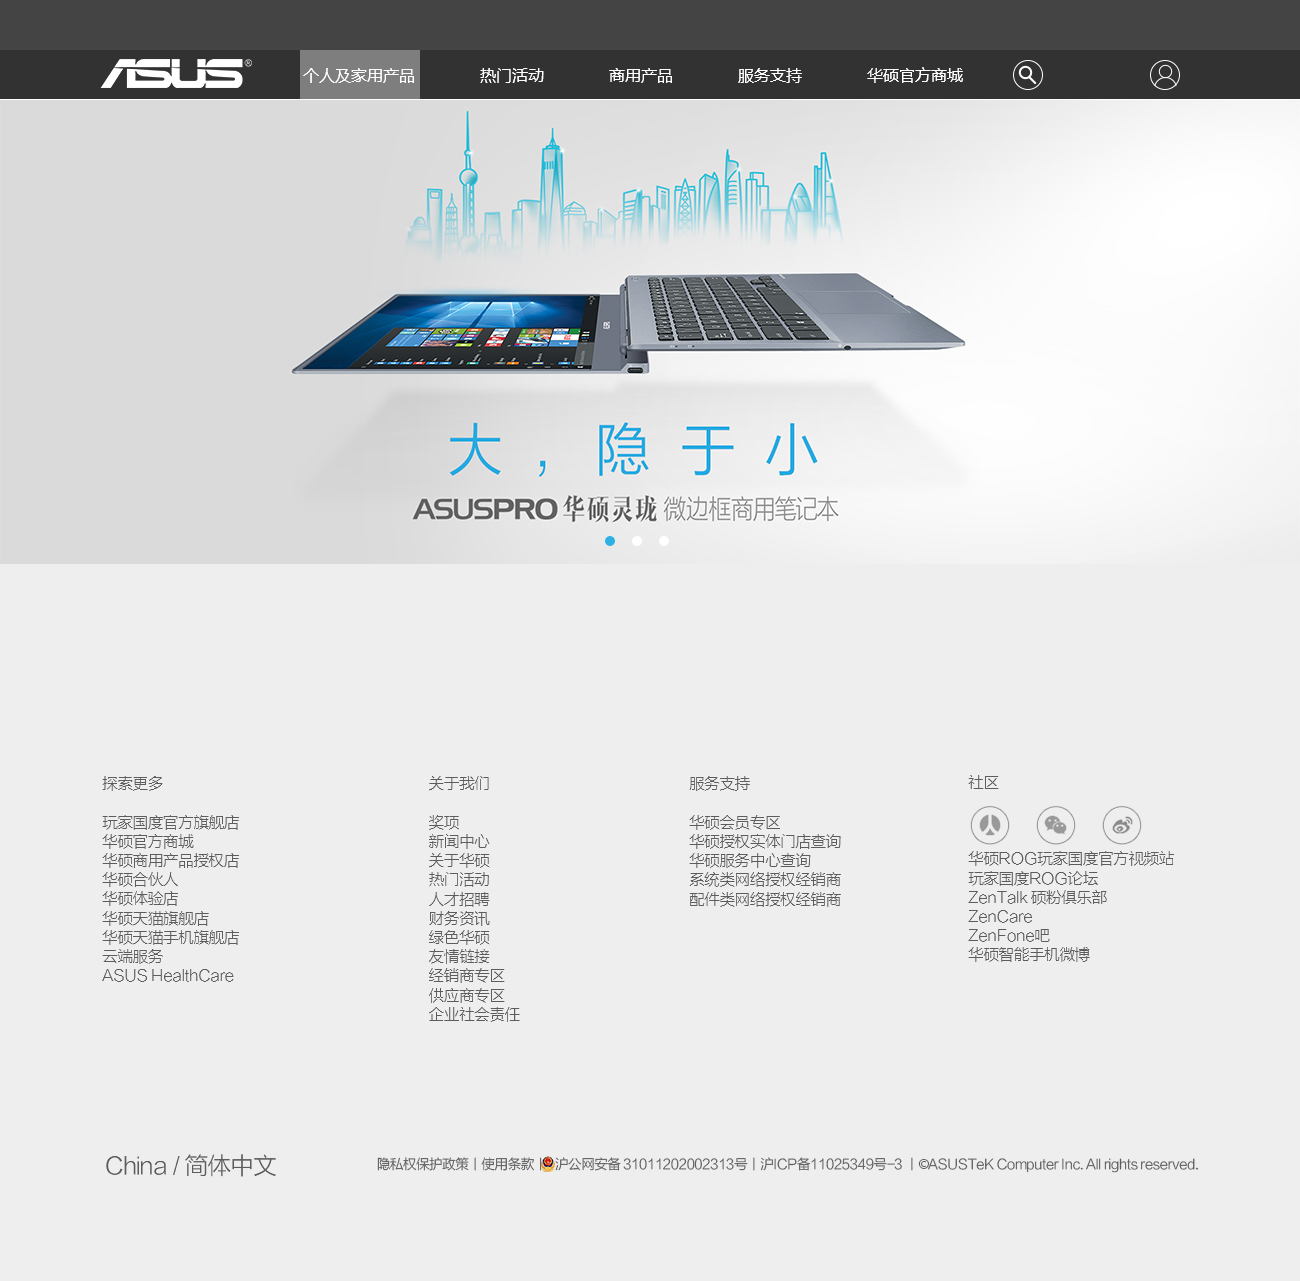 ASUS®
个人及家用产品
热门活动
商用产品
服务支持
华硕官方商城
大，隐于小
ASUSPRO 华硕灵珑 微边框商用笔记本
探索更多
玩家国度官方旗舰店
华硕官方商城
华硕商用产品授权店
华硕合伙人
华硕体验店
华硕天猫旗舰店
华硕天猫手机旗舰店
云端服务
ASUS HealthCare
关于我们
奖项
新闻中心
关于华硕
热门活动
人才招聘
财务资讯
绿色华硕
友情链接
经销商专区
供应商专区
企业社会责任
服务支持
华硕会员专区
华硕授权实体门店查询
华硕服务中心查询
系统类网络授权经销商
配件类网络授权经销商
社区
华硕ROG玩家国度官方视频站
玩家国度ROG论坛
ZenTalk 硕粉俱乐部
ZenCare
ZenFone吧
华硕智能手机微博
China / 简体中文
隐私权保护政策 | 使用条款 | 沪公网安备 31011202002313号 | 沪ICP备11025349号-3 | ©ASUSTeK Computer Inc. All rights reserved.